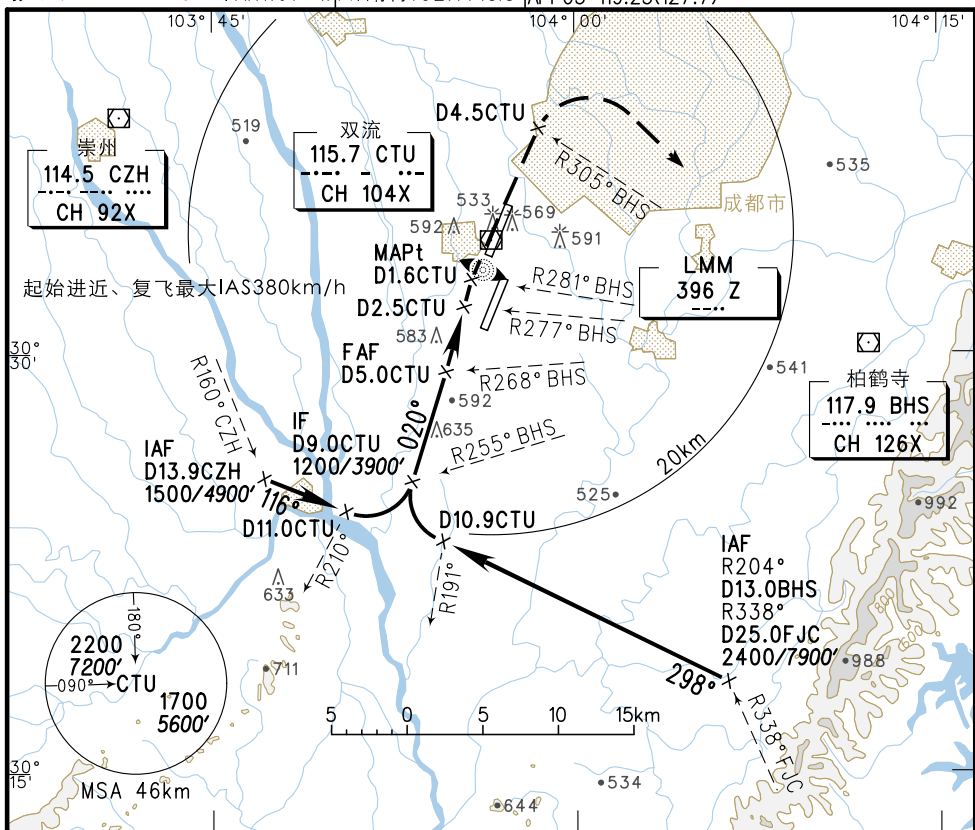 103°45′
104°00′
104°15′
D4.5CTU
519
双流
115.7 CTU
CH 104X
崇州
114.5 CZH
CH 92X
R305°BHS
535
成都市
533
569
592
591
MAPt
D1.6CTU
LMM
396 Z
起始进近、复飞最大IAS380km/h
R281°BHS
D2.5CTU
R277°BHS
583
30°
30′
FAF
D5.0CTU
R268°BHS
541
柏鹤寺
117.9 BHS
CH 126X
R160°CZH
592
020°
IF
D9.0CTU
1200/3900′
635
R255°BHS
20km
IAF
D13.9CZH
1500/4900′
116°
D11.0CTU
525
992
D10.9CTU
R210°
R191°
IAF
R204°
D13.0BHS
R338°
D25.0FJC
2400/7900′
633
800
600
180°
2200
7200′
090°
CTU
1700
5600′
711
988
298°
5 0 5 10 15km
R338°FJC
30°
15′
MSA 46km
534
644